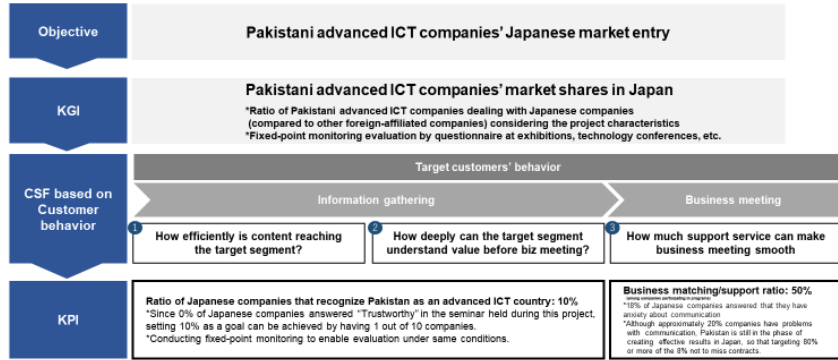 Objective
Pakistani advanced ICT companies' Japanese market entry
KGI
Pakistani advanced ICT companies' market shares in Japan
*Ratio of Pakistani advanced ICT companies dealing with Japanese companies
(compared to other foreign-affiliated companies) considering the project characteristics
*Fixed-point monitoring evaluation by questionnaire at exhibitions, technology conferences, etc.
CSF based on
Customer
behavior
Target customers' behavior
Information gathering
Business meeting
1
How efficiently is content reaching
the target segment?
2
How deeply can the target segment
understand value before biz meeting?
3
How much support service can make
business meeting smooth
KPI
Ratio of Japanese companies that recognize Pakistan as an advanced ICT country: 10%
*Since 0% of Japanese companies answered "Trustworthy" in the seminar held during this project,
setting 10% as a goal can be achieved by having 1 out of 10 companies.
*Conducting fixed-point monitoring to enable evaluation under same conditions.
Business matching/support ratio: 50%
(among companies participating in programs)
*18% of Japanese companies answered that they have
anxiety about communication
*Although approximately 20% companies have problems
with communication, Pakistan is still in the phase of
creating effective results in Japan, so that targeting 80%
or more of the 8% not to miss contracts.